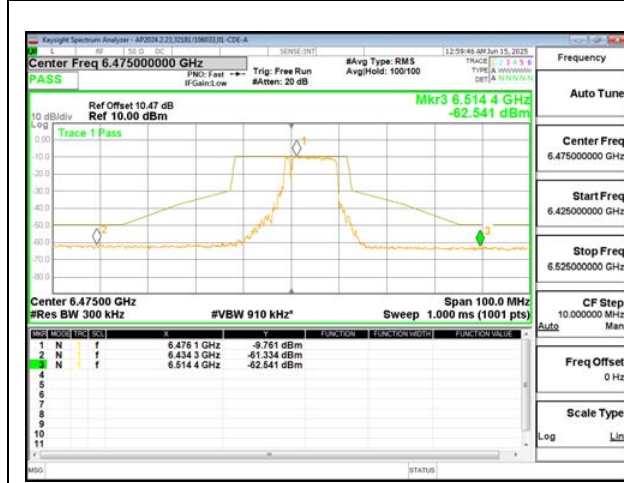 Keysight Spectrum Analyzer - AP2024.2.23,32181/106033,01-CDE-A
L RF 50 Ω DC SENSE:INT 12:59:46 AM Jun 15, 2025
Center Freq 6.475000000 GHz #Avg Type: RMS TRACE 1 2 3 4 5 6
PASS PNO: Fast Trig: Free Run Avg|Hold: 100/100 TYPE A WWWWW
IFGain:Low #Atten: 20 dB DET A N N N N N
Ref Offset 10.47 dB Mkr3 6.514 4 GHz
10 dB/div Ref 10.00 dBm -62.541 dBm
Log
Trace 1 Pass
0.00
-10.0
-20.0
-30.0
-40.0
-50.0
-60.0
-70.0
-80.0
1
2
3
Center 6.47500 GHz Span 100.0 MHz
#Res BW 300 kHz #VBW 910 kHz* Sweep 1.000 ms (1001 pts)
MKR MODE TRC SCL X Y FUNCTION FUNCTION WIDTH FUNCTION VALUE
1 N 1 f 6.476 1 GHz -9.761 dBm
2 N 1 f 6.434 3 GHz -61.334 dBm
3 N 1 f 6.514 4 GHz -62.541 dBm
4
5
6
7
8
9
10
11
MSG STATUS
Frequency
Auto Tune
Center Freq
6.475000000 GHz
Start Freq
6.425000000 GHz
Stop Freq
6.525000000 GHz
CF Step
10.000000 MHz
Auto Man
Freq Offset
0 Hz
Scale Type
Log Lin